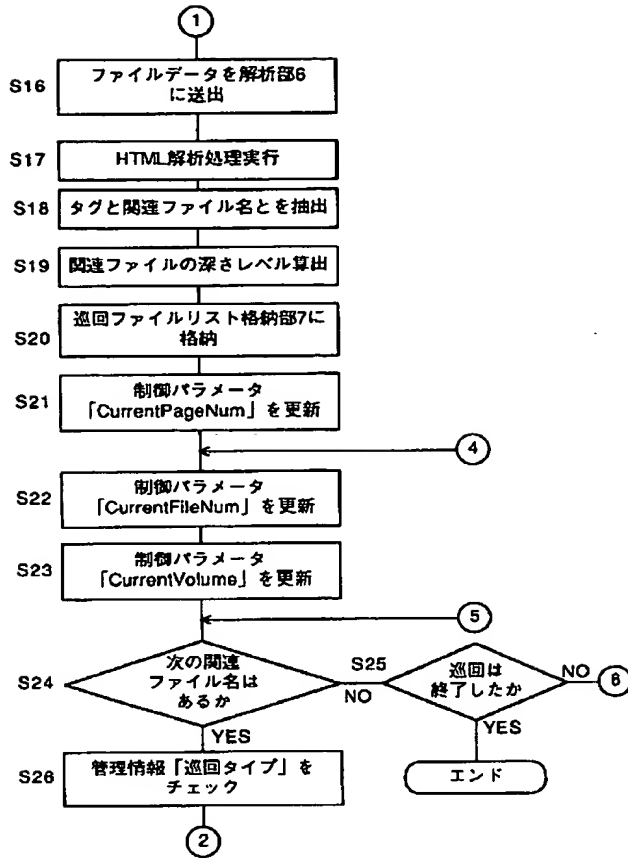 1
S16
ファイルデータを解析部6
に送出
S17
HTML解析処理実行
S18
タグと関連ファイル名とを抽出
S19
関連ファイルの深さレベル算出
S20
巡回ファイルリスト格納部7に
格納
S21
制御パラメータ
「CurrentPageNum」を更新
4
S22
制御パラメータ
「CurrentFileNum」を更新
S23
制御パラメータ
「CurrentVolume」を更新
5
S24
次の関連
ファイル名は
あるか
NO
YES
S25
巡回は
終了したか
NO
6
YES
エンド
S26
管理情報「巡回タイプ」を
チェック
2